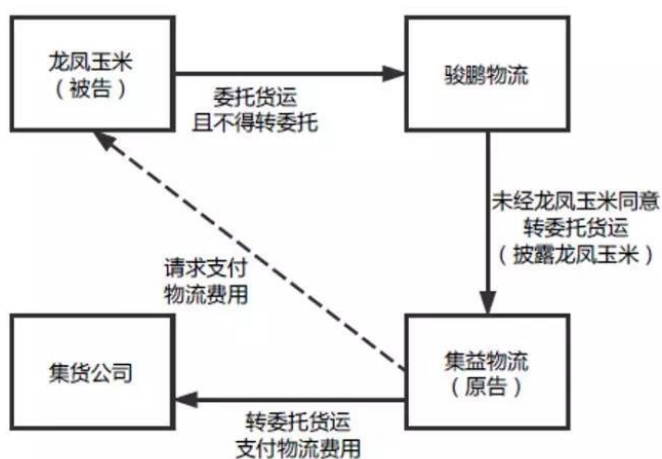 龙凤玉米
（被告）
委托货运
且不得转委托
骏鹏物流
未经龙凤玉米同意
转委托货运
（披露龙凤玉米）
请求支付
物流费用
集货公司
转委托货运
支付物流费用
集益物流
（原告）